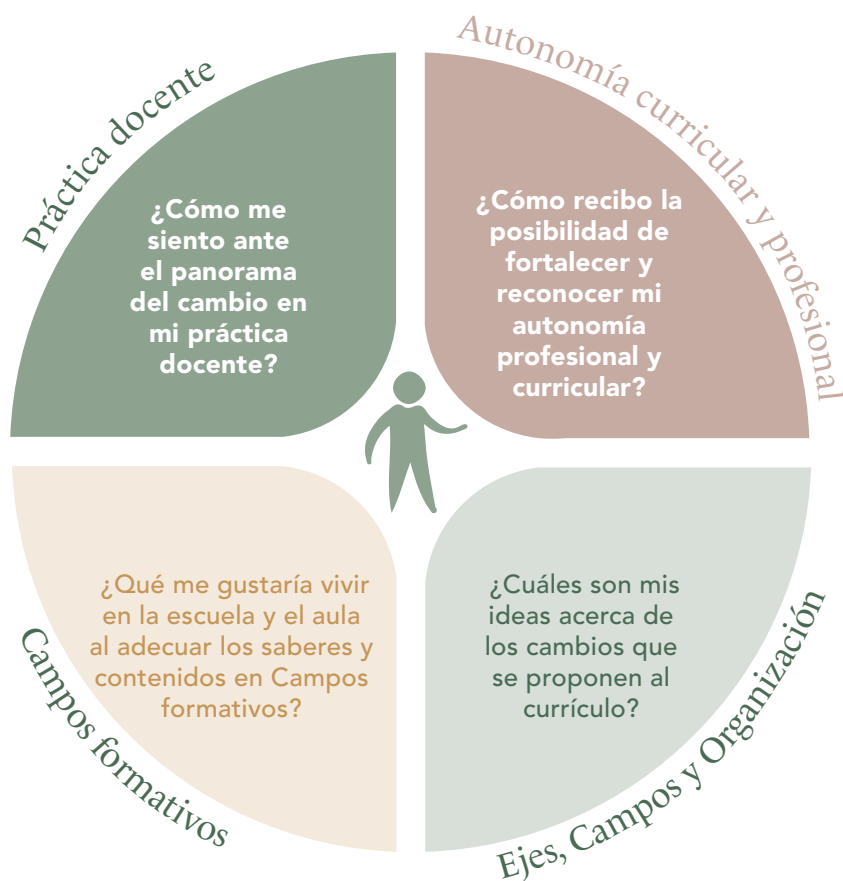 Práctica docente
¿Cómo me
siento ante
el panorama
del cambio en
mi práctica
docente?
Autonomía curricular y profesional
¿Cómo recibo la
posibilidad de
fortalecer y
reconocer mi
autonomía
profesional y
curricular?
Campos formativos
¿Qué me gustaría vivir
en la escuela y el aula
al adecuar los saberes y
contenidos en Campos
formativos?
Ejes, Campos y Organización
¿Cuáles son mis
ideas acerca de
los cambios que
se proponen al
currículo?